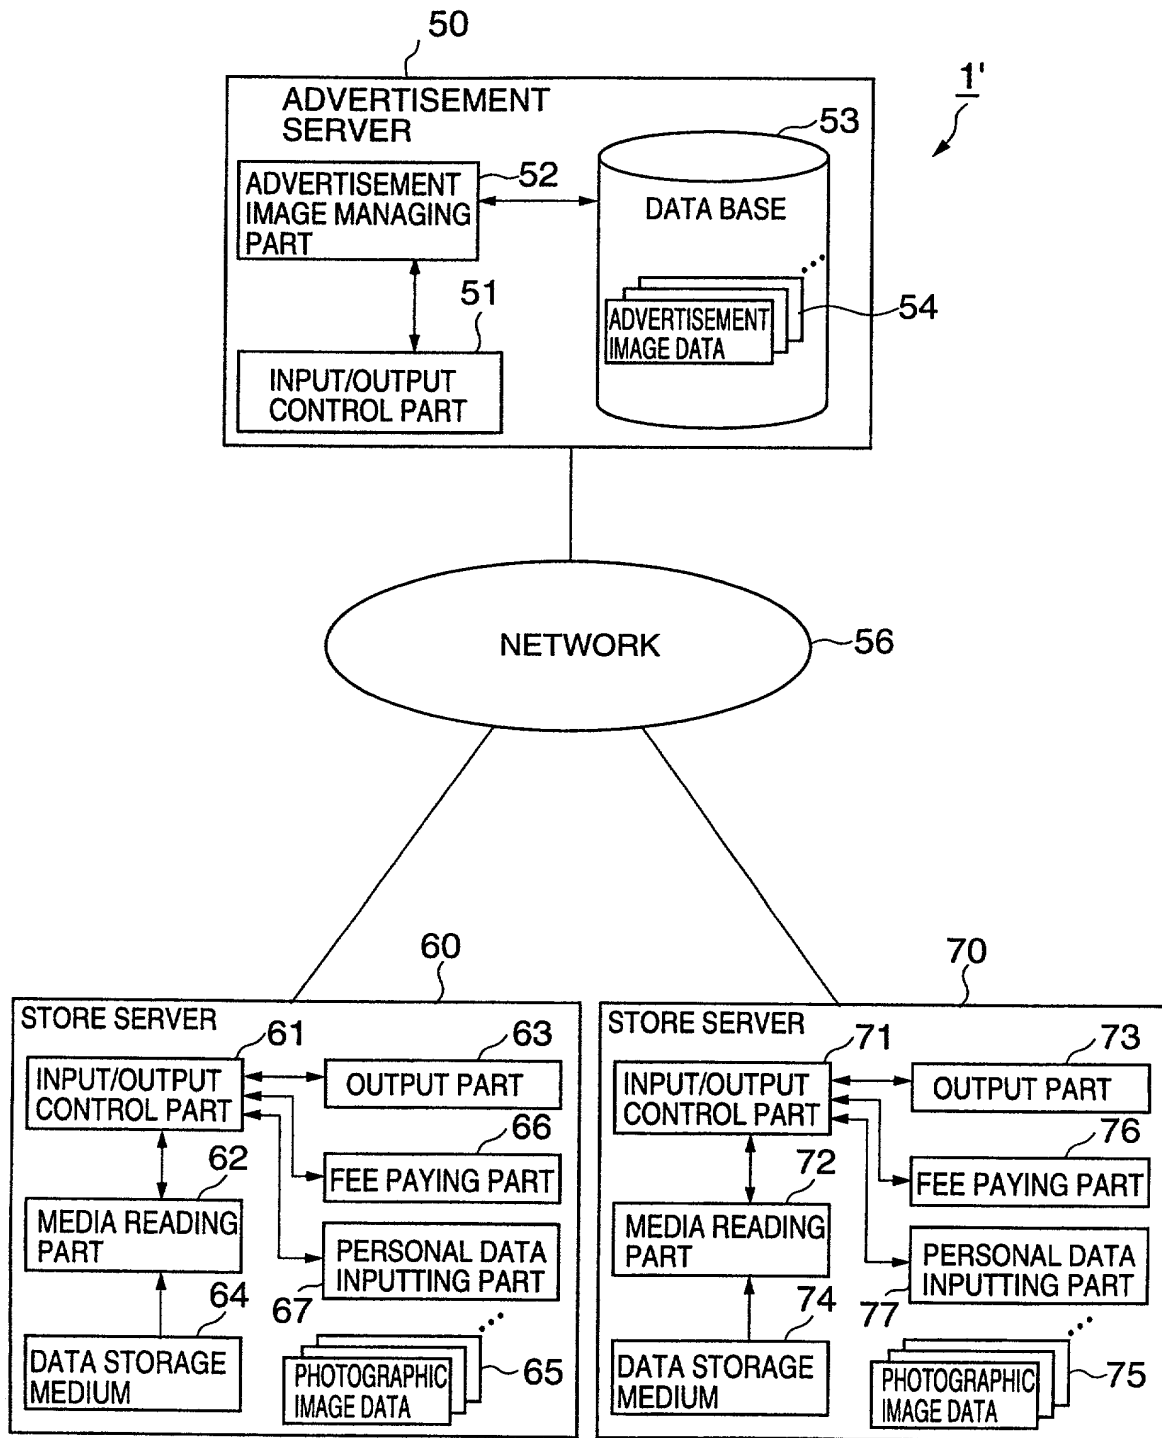 50
1'
ADVERTISEMENT
SERVER
53
52
ADVERTISEMENT
IMAGE MANAGING
PART
DATA BASE
51
54
ADVERTISEMENT
IMAGE DATA
INPUT/OUTPUT
CONTROL PART
NETWORK
56
60
STORE SERVER
61
63
INPUT/OUTPUT
CONTROL PART
OUTPUT PART
66
62
FEE PAYING PART
MEDIA READING
PART
PERSONAL DATA
INPUTTING PART
67
64
DATA STORAGE
MEDIUM
65
PHOTOGRAPHIC
IMAGE DATA
70
STORE SERVER
71
73
INPUT/OUTPUT
CONTROL PART
OUTPUT PART
76
72
FEE PAYING PART
MEDIA READING
PART
PERSONAL DATA
INPUTTING PART
77
74
DATA STORAGE
MEDIUM
75
PHOTOGRAPHIC
IMAGE DATA